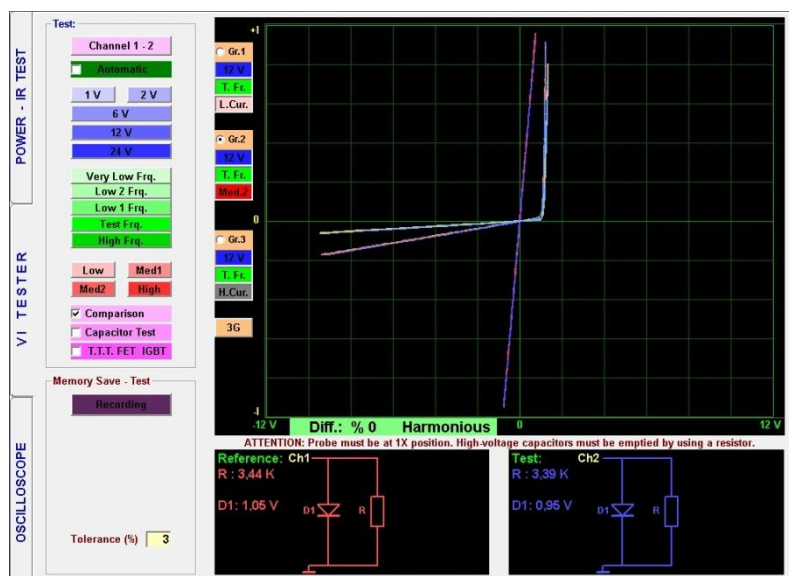 POWER - IR TEST
VI TESTER
OSCILLOSCOPE
Test:
Channel 1 - 2
Automatic
1 V
2 V
6 V
12 V
24 V
Very Low Frq.
Low 2 Frq.
Low 1 Frq.
Test Frq.
High Frq.
Low
Med1
Med2
High
Comparison
Capacitor Test
T.T.T. FET IGBT
Memory Save - Test
Recording
Tolerance (%) 3
Gr.1
12 V
T. Fr.
L.Cur.
Gr.2
12 V
T. Fr.
Med.2
Gr.3
12 V
T. Fr.
H.Cur.
3G
+1
0
-1
-12 V
0
12 V
Diff.: % 0 Harmonious
ATTENTION: Probe must be at 1X position. High-voltage capacitors must be emptied by using a resistor.
Reference: Ch1
R : 3,44 K
D1: 1,05 V
D1
R
Test: Ch2
R : 3,39 K
D1: 0,95 V
D1
R